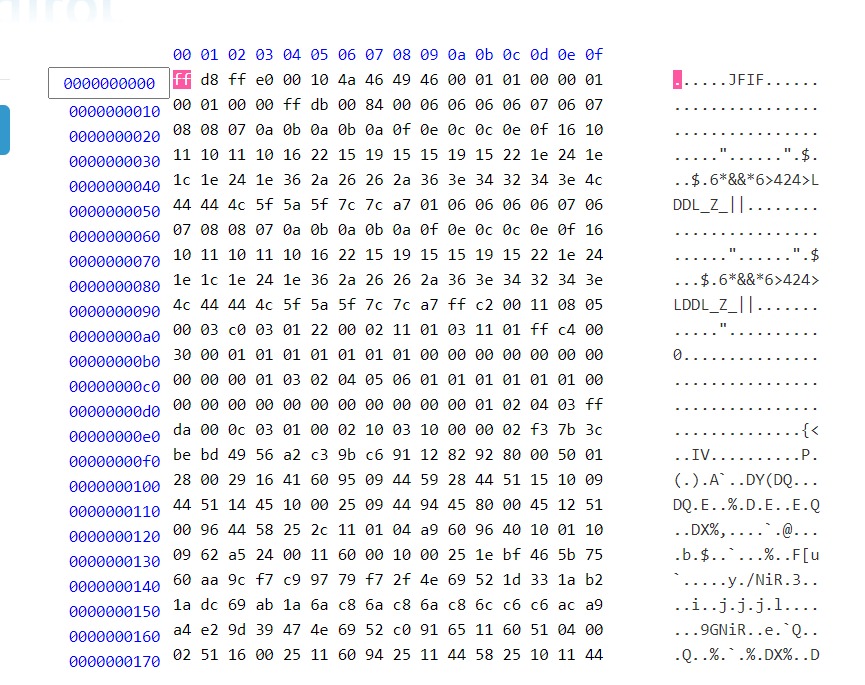 00 01 02 03 04 05 06 07 08 09 0a 0b 0c 0d 0e 0f
0000000000 ff d8 ff e0 00 10 4a 46 49 46 00 01 01 00 00 01 ......JFIF......
0000000010 00 01 00 00 ff db 00 84 00 06 06 06 06 07 06 07 ................
0000000020 08 08 07 0a 0b 0a 0b 0a 0f 0e 0c 0c 0e 0f 16 10 ................
0000000030 11 10 11 10 16 22 15 19 15 15 19 15 22 1e 24 1e ....."......".$.
0000000040 1c 1e 24 1e 36 2a 26 26 2a 36 3e 34 32 34 3e 4c ..$.6*&&*6>424>L
0000000050 44 44 4c 5f 5a 5f 7c 7c a7 01 06 06 06 06 07 06 DDL_Z_||........
0000000060 07 08 08 07 0a 0b 0a 0b 0a 0f 0e 0c 0c 0e 0f 16 ................
0000000070 10 11 10 11 10 16 22 15 19 15 15 19 15 22 1e 24 ......"......".$
0000000080 1e 1c 1e 24 1e 36 2a 26 26 2a 36 3e 34 32 34 3e ...$.6*&&*6>424>
0000000090 4c 44 44 4c 5f 5a 5f 7c 7c a7 ff c2 00 11 08 05 LDDL_Z_||.......
00000000a0 00 03 c0 03 01 22 00 02 11 01 03 11 01 ff c4 00 ....."..........
00000000b0 30 00 01 01 01 01 01 01 01 00 00 00 00 00 00 00 0...............
00000000c0 00 00 00 01 03 02 04 05 06 01 01 01 01 01 01 00 ................
00000000d0 00 00 00 00 00 00 00 00 00 00 00 01 02 04 03 ff ................
00000000e0 da 00 0c 03 01 00 02 10 03 10 00 00 02 f3 7b 3c ..............{<
00000000f0 be bd 49 56 a2 c3 9b c6 91 12 82 92 80 00 50 01 ..IV..........P.
0000000100 28 00 29 16 41 60 95 09 44 59 28 44 51 15 10 09 (.).A`..DY(DQ...
0000000110 44 51 14 45 10 00 25 09 44 94 45 80 00 45 12 51 DQ.E..%.D.E..E.Q
0000000120 00 96 44 58 25 2c 11 01 04 a9 60 96 40 10 01 10 ..DX%,....`.@...
0000000130 09 62 a5 24 00 11 60 00 10 00 25 1e bf 46 5b 75 .b.$..`...%..F[u
0000000140 60 aa 9c f7 c9 97 79 f7 2f 4e 69 52 1d 33 1a b2 `.....y./NiR.3..
0000000150 1a dc 69 ab 1a 6a c8 6a c8 6a c8 6c c6 c6 ac a9 ..i..j.j.j.l....
0000000160 a4 e2 9d 39 47 4e 69 52 c0 91 65 11 60 51 04 00 ...9GNiR..e.`Q..
0000000170 02 51 16 00 25 11 60 94 25 11 44 58 25 10 11 44 .Q..%.`.%.DX%..D